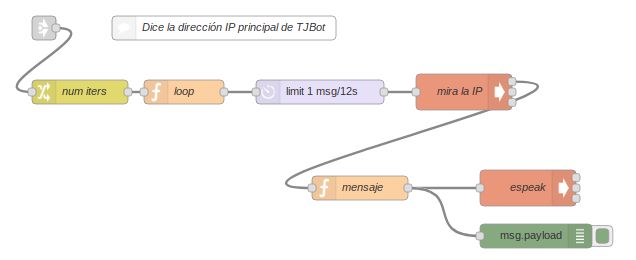 Dice la dirección IP principal de TJBot
num iters
loop
limit 1 msg/12s
mira la IP
mensaje
espeak
msg.payload